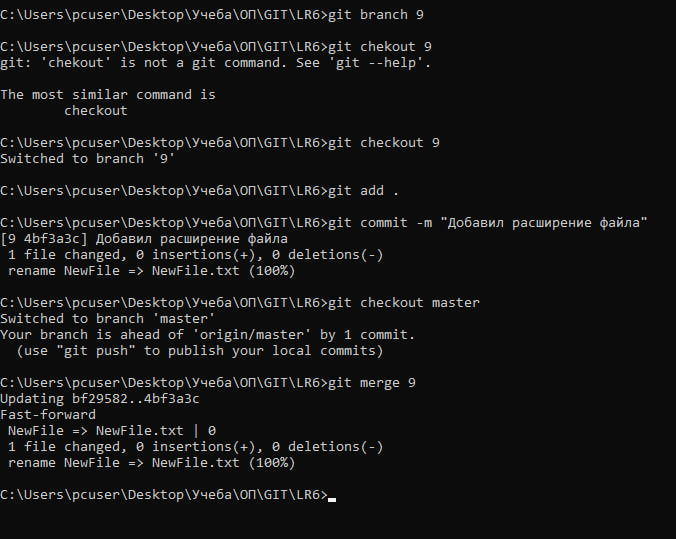 C:\Users\pcuser\Desktop\Учеба\ОП\GIT\LR6>git branch 9
C:\Users\pcuser\Desktop\Учеба\ОП\GIT\LR6>git chekout 9
git: 'chekout' is not a git command. See 'git --help'.
The most similar command is
checkout
C:\Users\pcuser\Desktop\Учеба\ОП\GIT\LR6>git checkout 9
Switched to branch '9'
C:\Users\pcuser\Desktop\Учеба\ОП\GIT\LR6>git add .
C:\Users\pcuser\Desktop\Учеба\ОП\GIT\LR6>git commit -m "Добавил расширение файла"
[9 4bf3a3c] Добавил расширение файла
1 file changed, 0 insertions(+), 0 deletions(-)
rename NewFile => NewFile.txt (100%)
C:\Users\pcuser\Desktop\Учеба\ОП\GIT\LR6>git checkout master
Switched to branch 'master'
Your branch is ahead of 'origin/master' by 1 commit.
(use "git push" to publish your local commits)
C:\Users\pcuser\Desktop\Учеба\ОП\GIT\LR6>git merge 9
Updating bf29582..4bf3a3c
Fast-forward
NewFile => NewFile.txt | 0
1 file changed, 0 insertions(+), 0 deletions(-)
rename NewFile => NewFile.txt (100%)
C:\Users\pcuser\Desktop\Учеба\ОП\GIT\LR6>